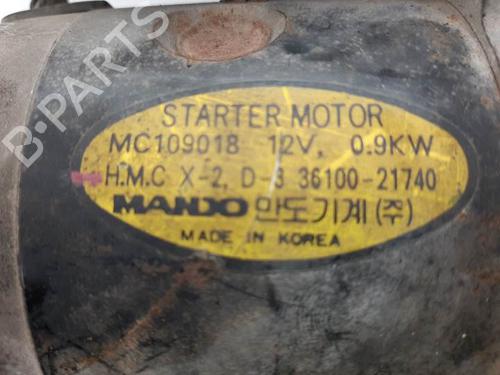 STARTER MOTOR
MC109018 12V, 0.9KW
H.M.C X-2, D-3 36100-21740
MANDO 만도기계(주)
MADE IN KOREA